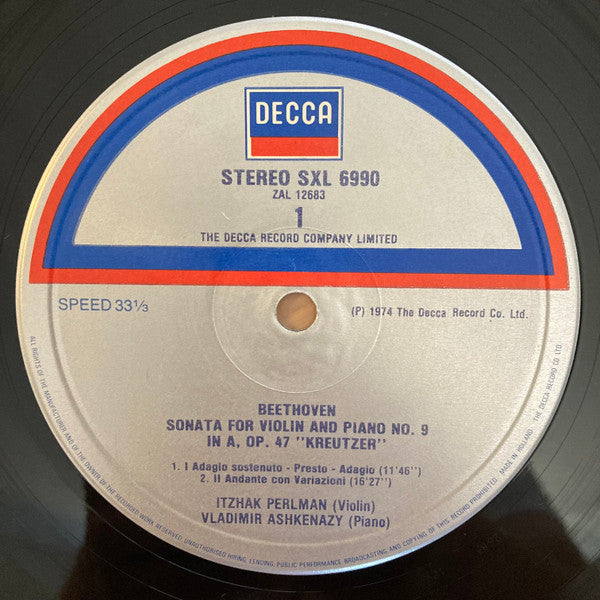 DECCA
STEREO SXL 6990
ZAL 12683
1
THE DECCA RECORD COMPANY LIMITED
SPEED 33⅓
(P) 1974 The Decca Record Co. Ltd.
BEETHOVEN
SONATA FOR VIOLIN AND PIANO NO. 9
IN A, OP. 47 "KREUTZER"
1. I Adagio sostenuto - Presto - Adagio (11'46")
2. II Andante con Variazioni (16'27")
ITZHAK PERLMAN (Violin)
VLADIMIR ASHKENAZY (Piano)
ALL RIGHTS OF THE MANUFACTURER AND OF THE OWNER OF THE RECORDED WORK RESERVED. UNAUTHORISED HIRING, LENDING, PUBLIC PERFORMANCE BROADCASTING AND COPYING OF THIS RECORD PROHIBITED. MADE IN HOLLAND. THE DECCA RECORD CO LTD.